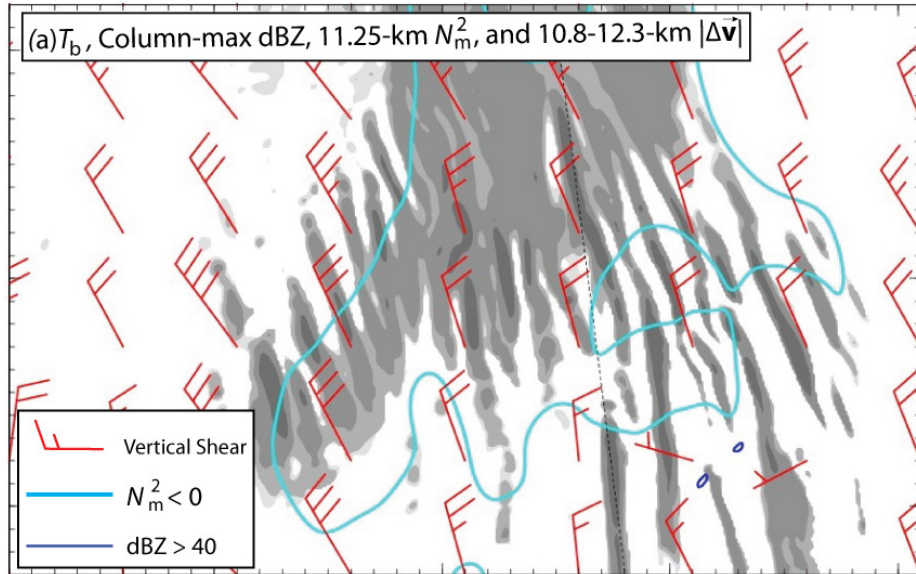 (a) T_b, Column-max dBZ, 11.25-km N_m^2, and 10.8-12.3-km |Δv⃗|
Vertical Shear
N_m^2 < 0
dBZ > 40